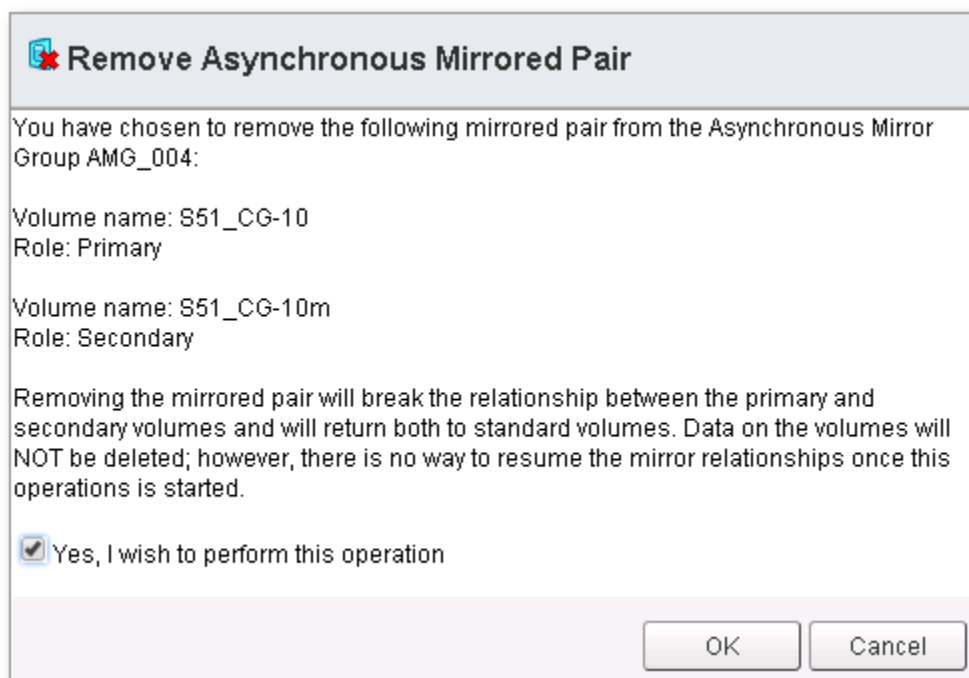 Remove Asynchronous Mirrored Pair
You have chosen to remove the following mirrored pair from the Asynchronous Mirror
Group AMG_004:
Volume name: S51_CG-10
Role: Primary
Volume name: S51_CG-10m
Role: Secondary
Removing the mirrored pair will break the relationship between the primary and
secondary volumes and will return both to standard volumes. Data on the volumes will
NOT be deleted; however, there is no way to resume the mirror relationships once this
operations is started.
Yes, I wish to perform this operation
OK Cancel